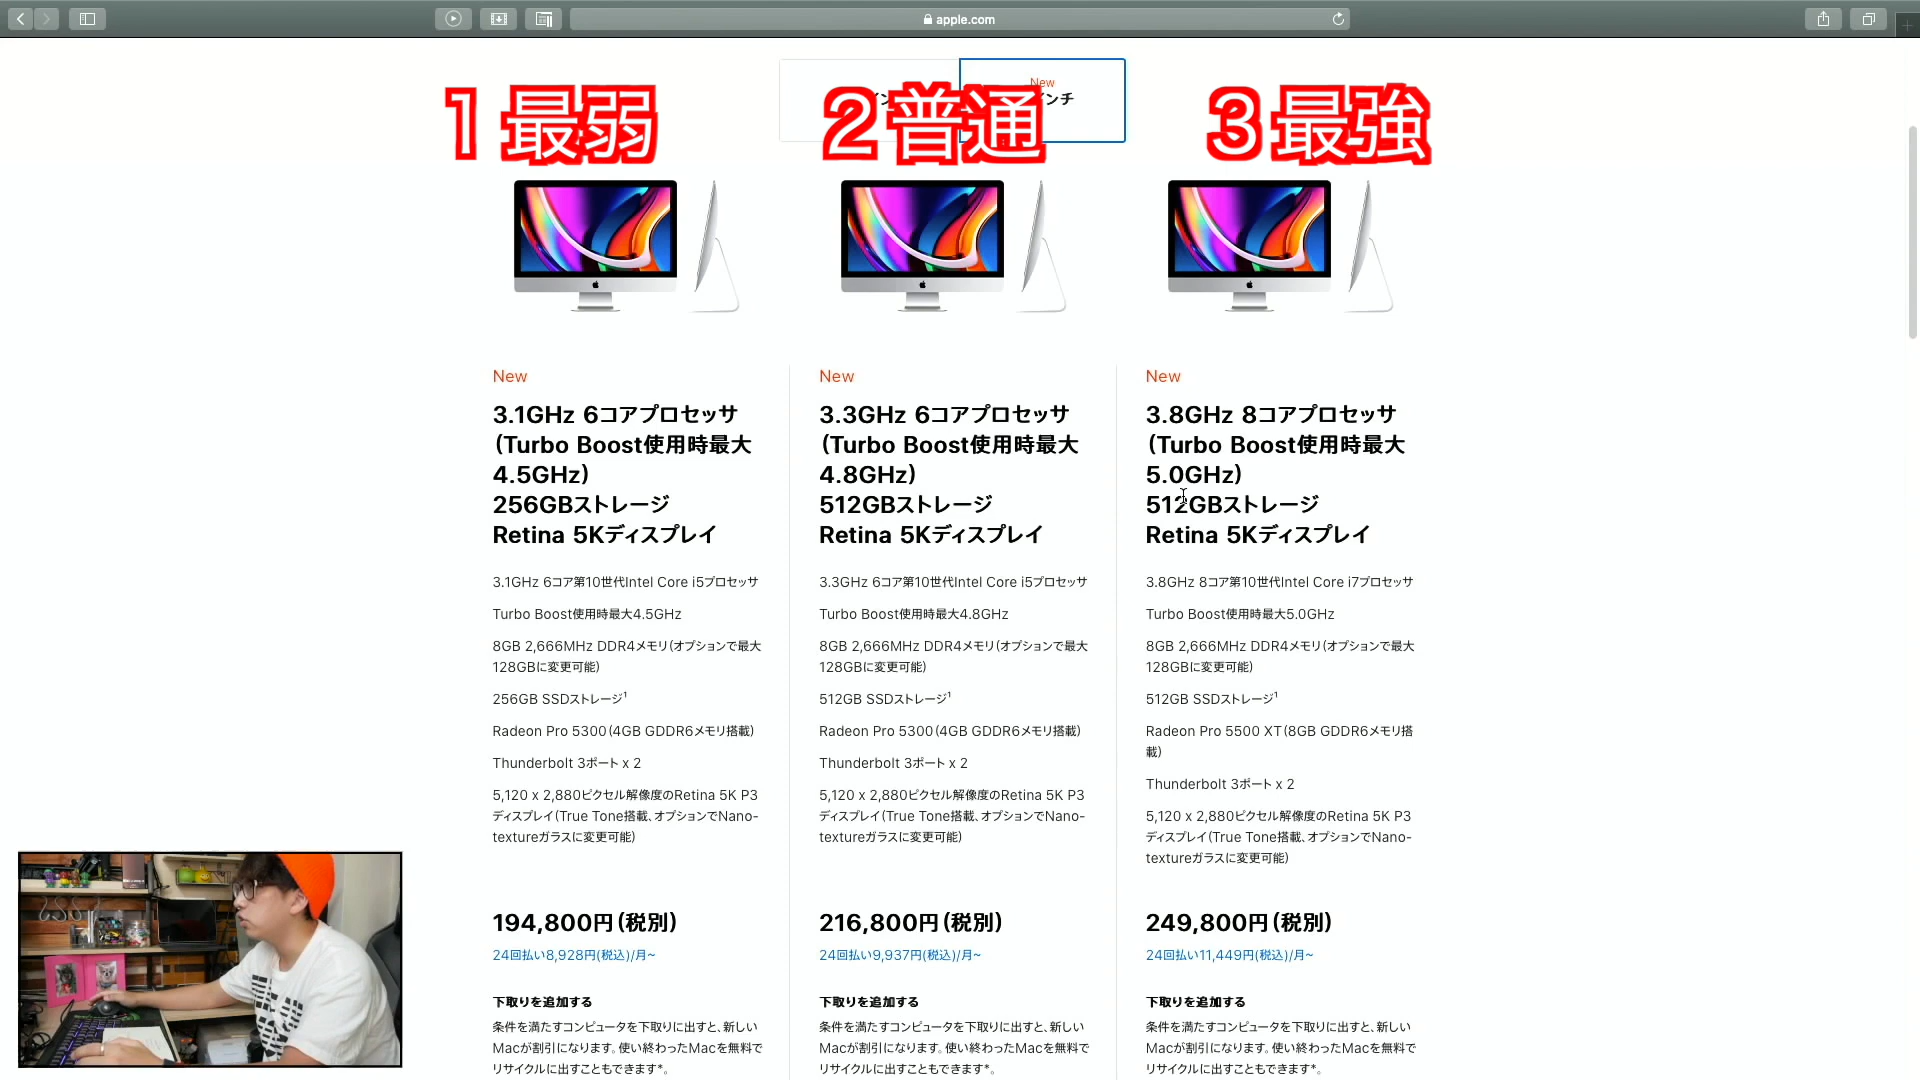 apple.com
New
インチ
1最弱
2普通
3最強
New
3.1GHz 6コアプロセッサ
(Turbo Boost使用時最大
4.5GHz)
256GBストレージ
Retina 5Kディスプレイ
3.1GHz 6コア第10世代Intel Core i5プロセッサ
Turbo Boost使用時最大4.5GHz
8GB 2,666MHz DDR4メモリ(オプションで最大
128GBに変更可能)
256GB SSDストレージ¹
Radeon Pro 5300(4GB GDDR6メモリ搭載)
Thunderbolt 3ポート x 2
5,120 x 2,880ピクセル解像度のRetina 5K P3
ディスプレイ(True Tone搭載、オプションでNano-
textureガラスに変更可能)
194,800円(税別)
24回払い8,928円(税込)/月~
下取りを追加する
条件を満たすコンピュータを下取りに出すと、新しい
Macが割引になります。使い終わったMacを無料で
リサイクルに出すこともできます*。
New
3.3GHz 6コアプロセッサ
(Turbo Boost使用時最大
4.8GHz)
512GBストレージ
Retina 5Kディスプレイ
3.3GHz 6コア第10世代Intel Core i5プロセッサ
Turbo Boost使用時最大4.8GHz
8GB 2,666MHz DDR4メモリ(オプションで最大
128GBに変更可能)
512GB SSDストレージ¹
Radeon Pro 5300(4GB GDDR6メモリ搭載)
Thunderbolt 3ポート x 2
5,120 x 2,880ピクセル解像度のRetina 5K P3
ディスプレイ(True Tone搭載、オプションでNano-
textureガラスに変更可能)
216,800円(税別)
24回払い9,937円(税込)/月~
下取りを追加する
条件を満たすコンピュータを下取りに出すと、新しい
Macが割引になります。使い終わったMacを無料で
リサイクルに出すこともできます*。
New
3.8GHz 8コアプロセッサ
(Turbo Boost使用時最大
5.0GHz)
512GBストレージ
Retina 5Kディスプレイ
3.8GHz 8コア第10世代Intel Core i7プロセッサ
Turbo Boost使用時最大5.0GHz
8GB 2,666MHz DDR4メモリ(オプションで最大
128GBに変更可能)
512GB SSDストレージ¹
Radeon Pro 5500 XT(8GB GDDR6メモリ搭
載)
Thunderbolt 3ポート x 2
5,120 x 2,880ピクセル解像度のRetina 5K P3
ディスプレイ(True Tone搭載、オプションでNano-
textureガラスに変更可能)
249,800円(税別)
24回払い11,449円(税込)/月~
下取りを追加する
条件を満たすコンピュータを下取りに出すと、新しい
Macが割引になります。使い終わったMacを無料で
リサイクルに出すこともできます*。